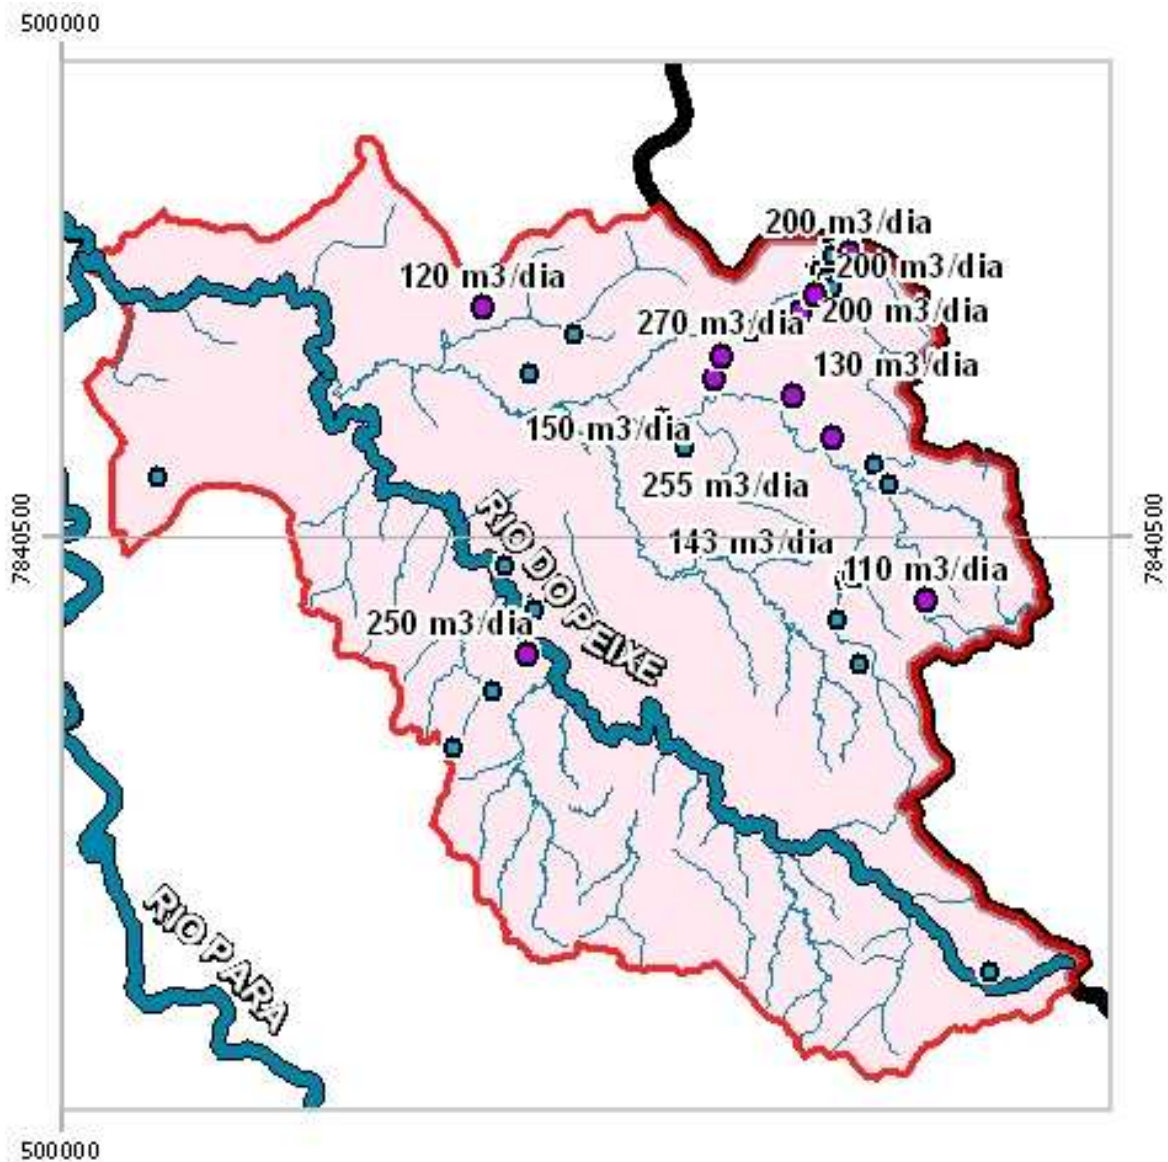 500000
200 m3/dia
120 m3/dia
200 m3/dia
270 m3/dia
200 m3/dia
130 m3/dia
150 m3/dia
255 m3/dia
7840500
7840500
RIO DO PEIXE
143 m3/dia
110 m3/dia
250 m3/dia
RIO PARA
500000